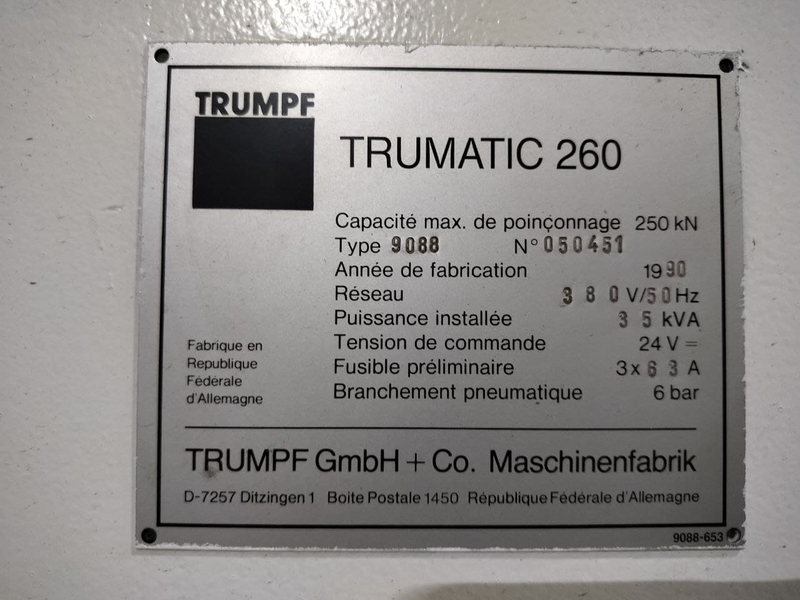 TRUMPF
TRUMATIC 260
Capacité max. de poinçonnage 250 kN
Type 9088 N° 050451
Année de fabrication 1990
Réseau 380 V/50 Hz
Puissance installée 35 kVA
Tension de commande 24 V =
Fusible préliminaire 3x63 A
Branchement pneumatique 6 bar
Fabrique en
Republique
Fédérale
d'Allemagne
TRUMPF GmbH + Co. Maschinenfabrik
D-7257 Ditzingen 1 Boite Postale 1450 République Fédérale d'Allemagne
9088-653